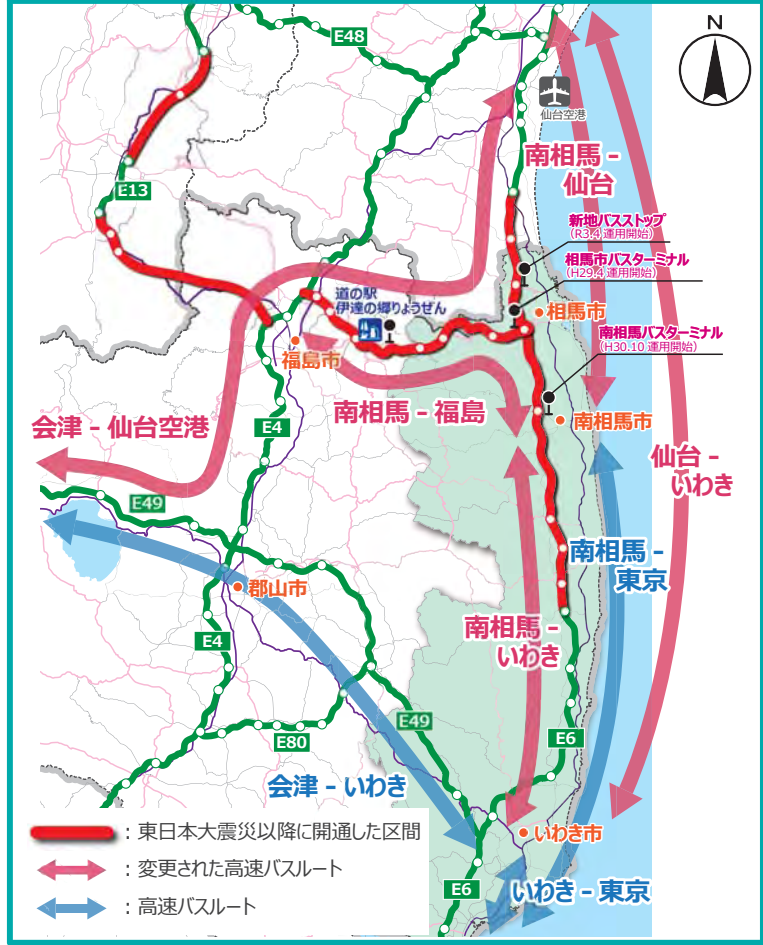 E48
N
仙台空港
南相馬 -
仙台
E13
新地バスストップ
(R3.4 運用開始)
相馬市バスターミナル
(H29.4 運用開始)
道の駅
伊達の郷りょうぜん
相馬市
南相馬バスターミナル
(H30.10 運用開始)
福島市
南相馬 - 福島
南相馬市
会津 - 仙台空港
E4
仙台 -
いわき
E49
南相馬 -
東京
郡山市
E4
南相馬 -
いわき
E49
E6
E80
会津 - いわき
：東日本大震災以降に開通した区間
いわき市
：変更された高速バスルート
E6
いわき - 東京
：高速バスルート